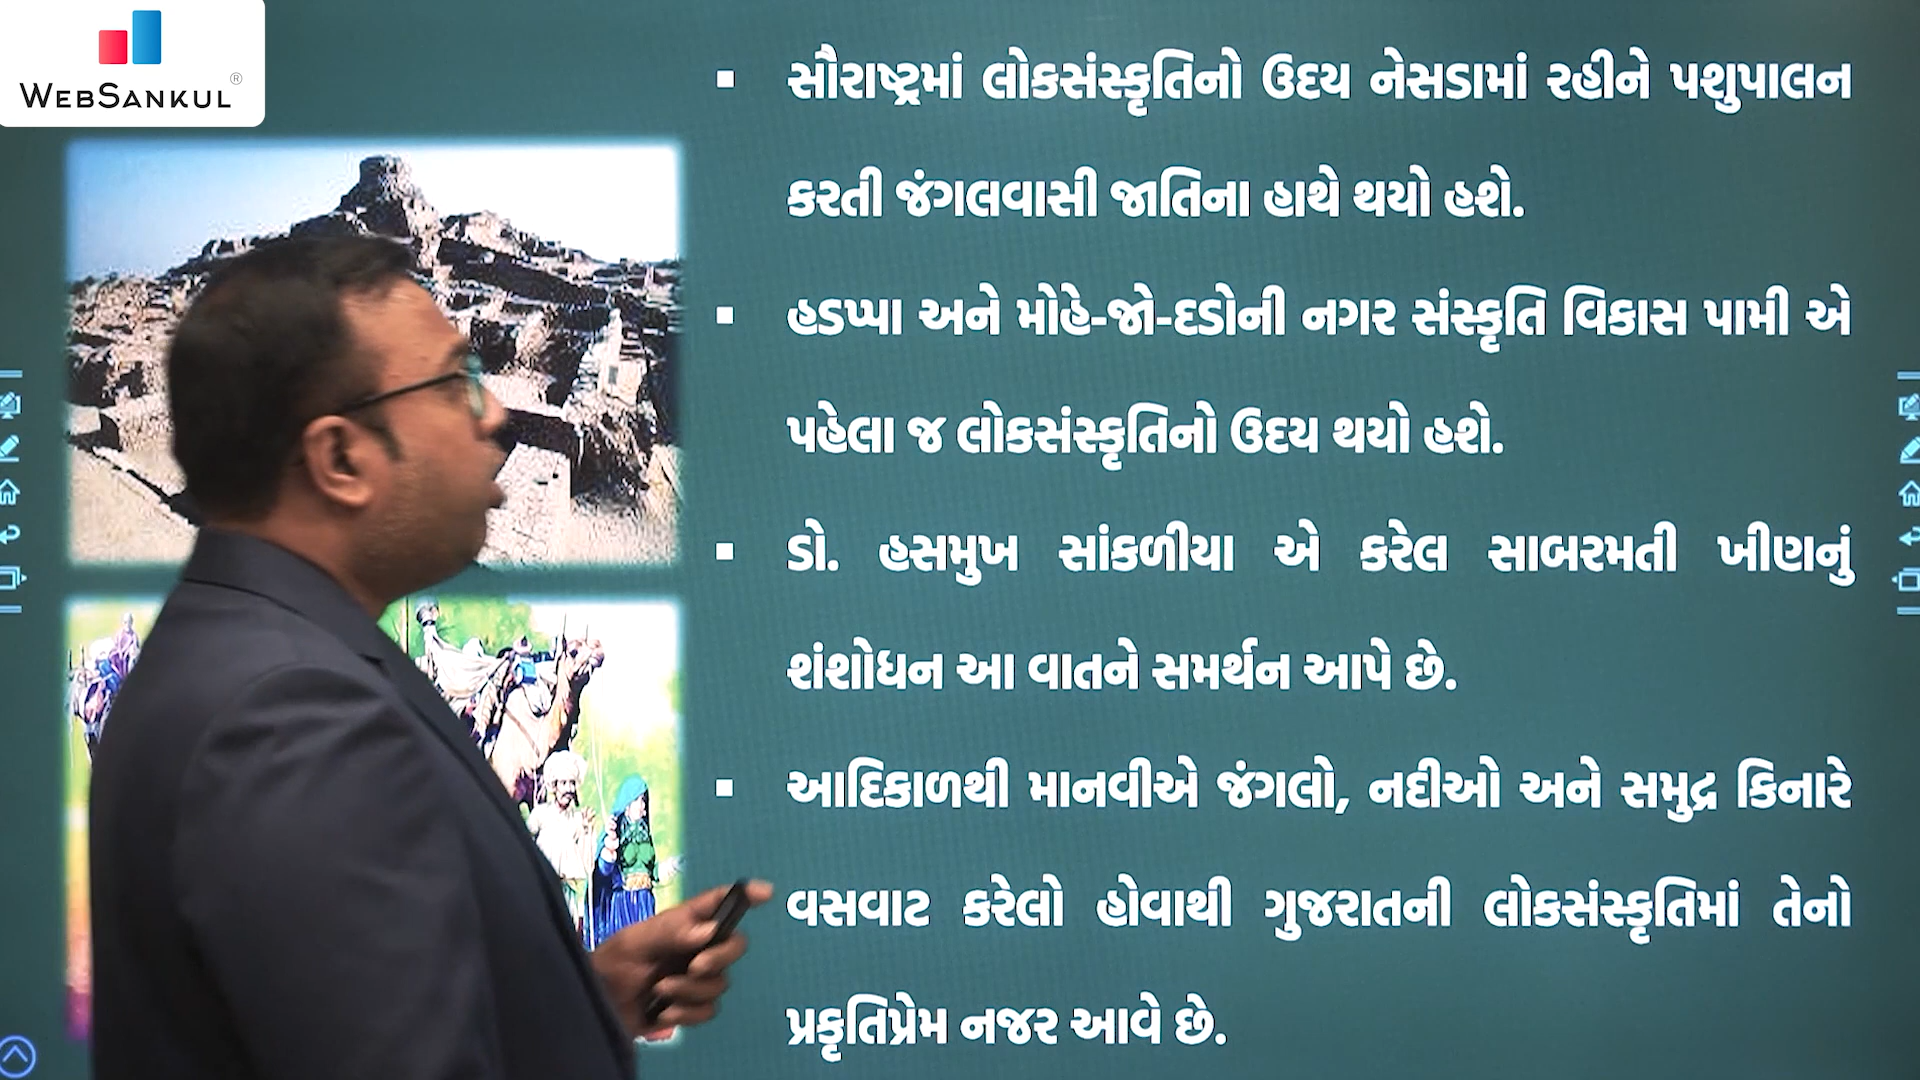 WEBSANKUL®
▪ સૌરાષ્ટ્રમાં લોકસંસ્કૃતિનો ઉદય નેસડામાં રહીને પશુપાલન
કરતી જંગલવાસી જાતિના હાથે થયો હશે.
▪ હડપ્પા અને મોહે-જો-દડોની નગર સંસ્કૃતિ વિકાસ પામી એ
પહેલા જ લોકસંસ્કૃતિનો ઉદય થયો હશે.
▪ ડો. હસમુખ સાંકળીયા એ કરેલ સાબરમતી ખીણનું
શંશોધન આ વાતને સમર્થન આપે છે.
▪ આદિકાળથી માનવીએ જંગલો, નદીઓ અને સમુદ્ર કિનારે
વસવાટ કરેલો હોવાથી ગુજરાતની લોકસંસ્કૃતિમાં તેનો
પ્રકૃતિપ્રેમ નજર આવે છે.